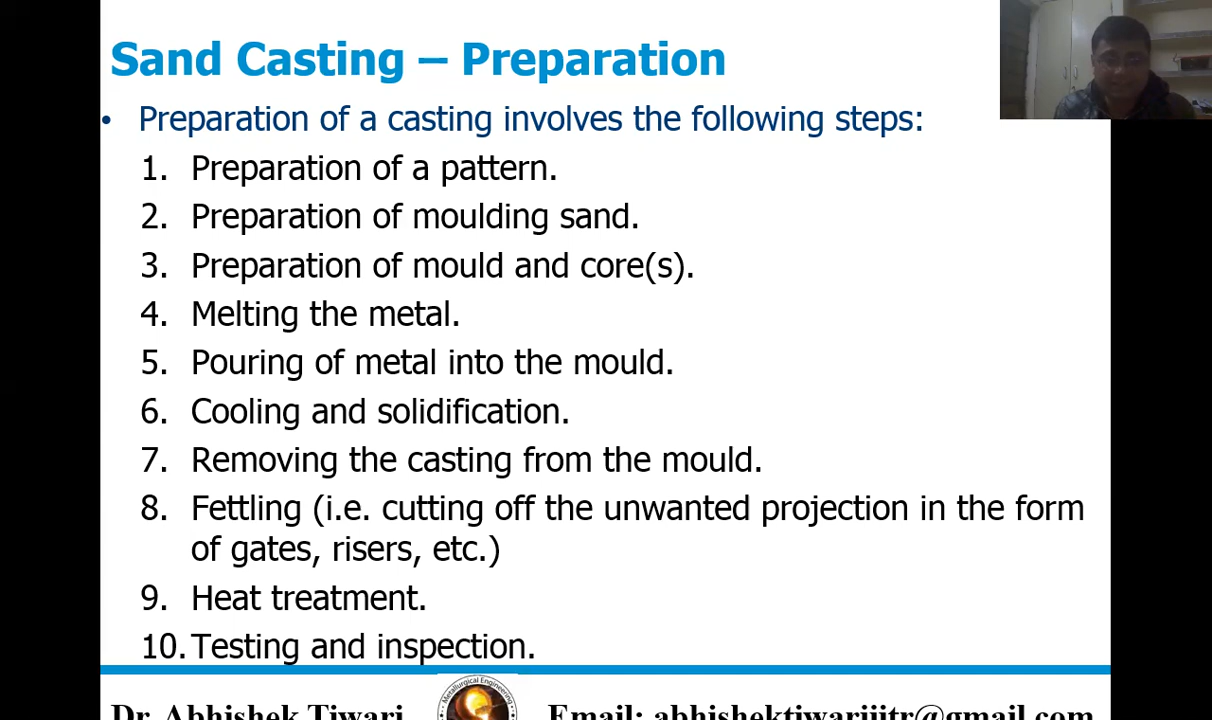 Sand Casting – Preparation
• Preparation of a casting involves the following steps:
1. Preparation of a pattern.
2. Preparation of moulding sand.
3. Preparation of mould and core(s).
4. Melting the metal.
5. Pouring of metal into the mould.
6. Cooling and solidification.
7. Removing the casting from the mould.
8. Fettling (i.e. cutting off the unwanted projection in the form
of gates, risers, etc.)
9. Heat treatment.
10. Testing and inspection.
Metallurgical Engineering
Dr. Abhishek Tiwari Email: abhishektiwariiitr@gmail.com